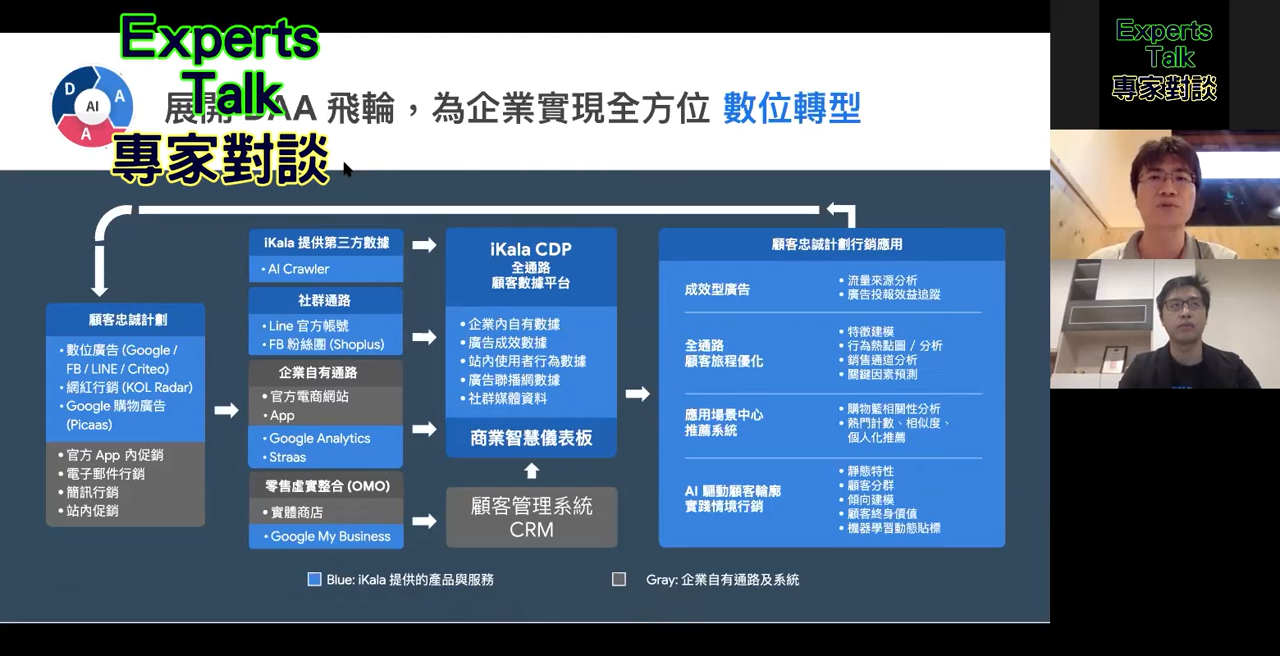 Experts
Talk
專家對談
D
A
AI
A
展開 DAA 飛輪，為企業實現全方位 數位轉型
Experts
Talk
專家對談
顧客忠誠計劃
• 數位廣告 (Google /
FB / LINE / Criteo)
• 網紅行銷 (KOL Radar)
• Google 購物廣告
(Picaas)
• 官方 App 內促銷
• 電子郵件行銷
• 簡訊行銷
• 站內促銷
iKala 提供第三方數據
• AI Crawler
社群通路
• Line 官方帳號
• FB 粉絲團 (Shoplus)
企業自有通路
• 官方電商網站
• App
• Google Analytics
• Straas
零售虛實整合 (OMO)
• 實體商店
• Google My Business
iKala CDP
全通路
顧客數據平台
• 企業內自有數據
• 廣告成效數據
• 站內使用者行為數據
• 廣告聯播網數據
• 社群媒體資料
商業智慧儀表板
顧客管理系統
CRM
顧客忠誠計劃行銷應用
成效型廣告
• 流量來源分析
• 廣告投報效益追蹤
全通路
顧客旅程優化
• 特徵建模
• 行為熱點圖 / 分析
• 銷售通道分析
• 關鍵因素預測
應用場景中心
推薦系統
• 購物籃相關性分析
• 熱門計數、相似度、
個人化推薦
AI 驅動顧客輪廓
實踐情境行銷
• 靜態特性
• 顧客分群
• 傾向建模
• 顧客終身價值
• 機器學習動態貼標
Blue: iKala 提供的產品與服務
Gray: 企業自有通路及系統